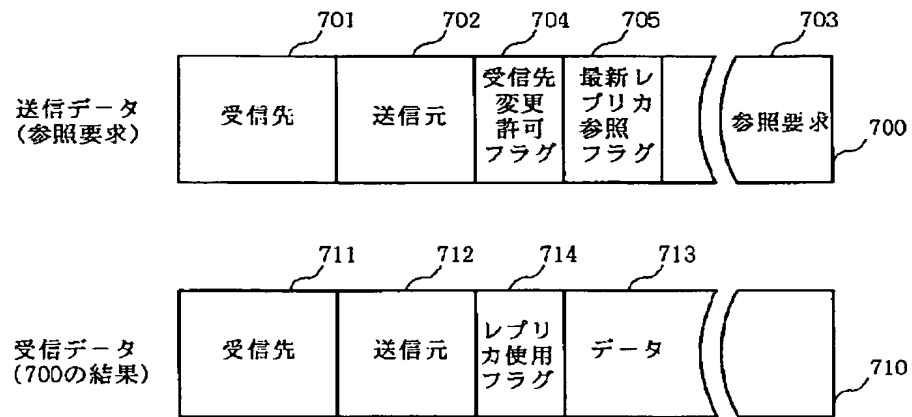 701
702
704
705
703
送信データ
(参照要求)
受信先
送信元
受信先
変更
許可
フラグ
最新レ
プリカ
参照
フラグ
参照要求
700
711
712
714
713
受信データ
(700の結果)
受信先
送信元
レプリ
カ使用
フラグ
データ
710